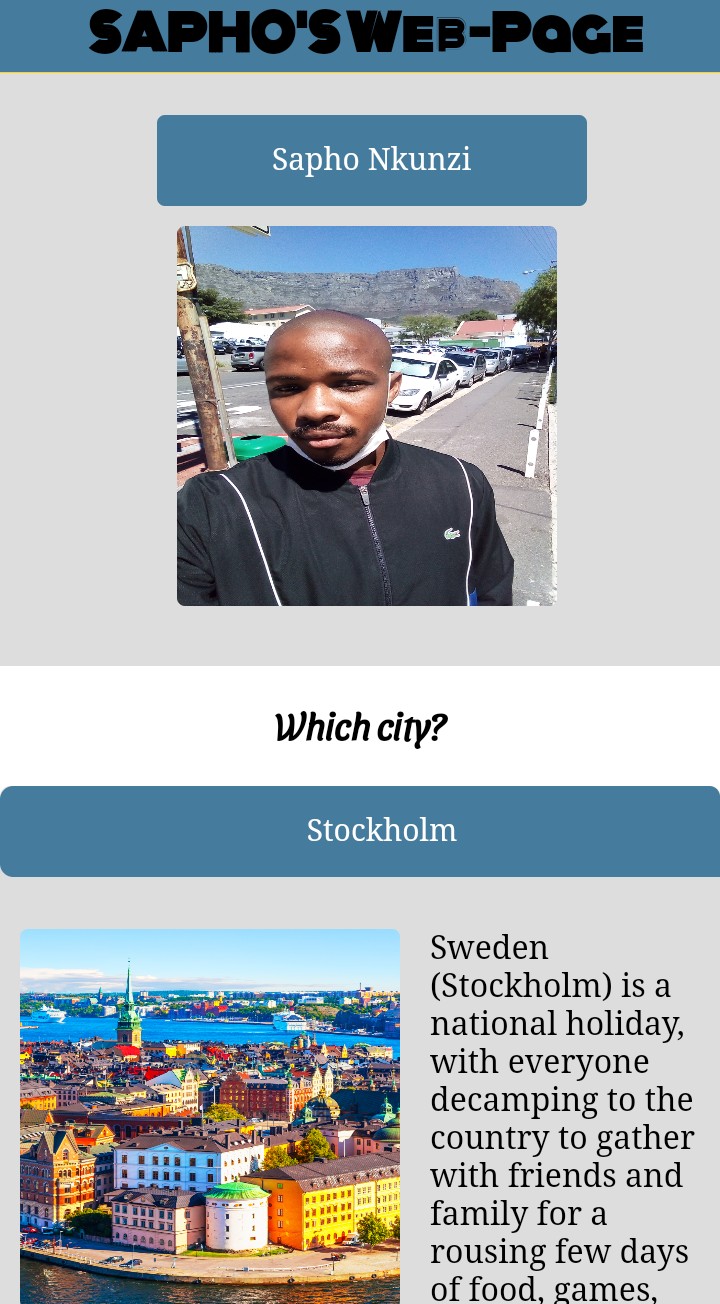 SAPHO'S WEB-PAGE
Sapho Nkunzi
Which city?
Stockholm
Sweden
(Stockholm) is a
national holiday,
with everyone
decamping to the
country to gather
with friends and
family for a
rousing few days
of food, games,